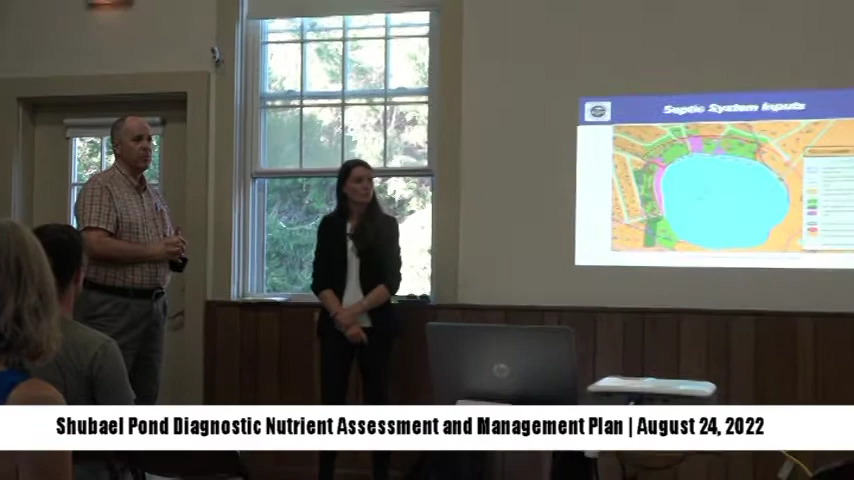 Septic System Inputs
Shubael Pond Diagnostic Nutrient Assessment and Management Plan | August 24, 2022